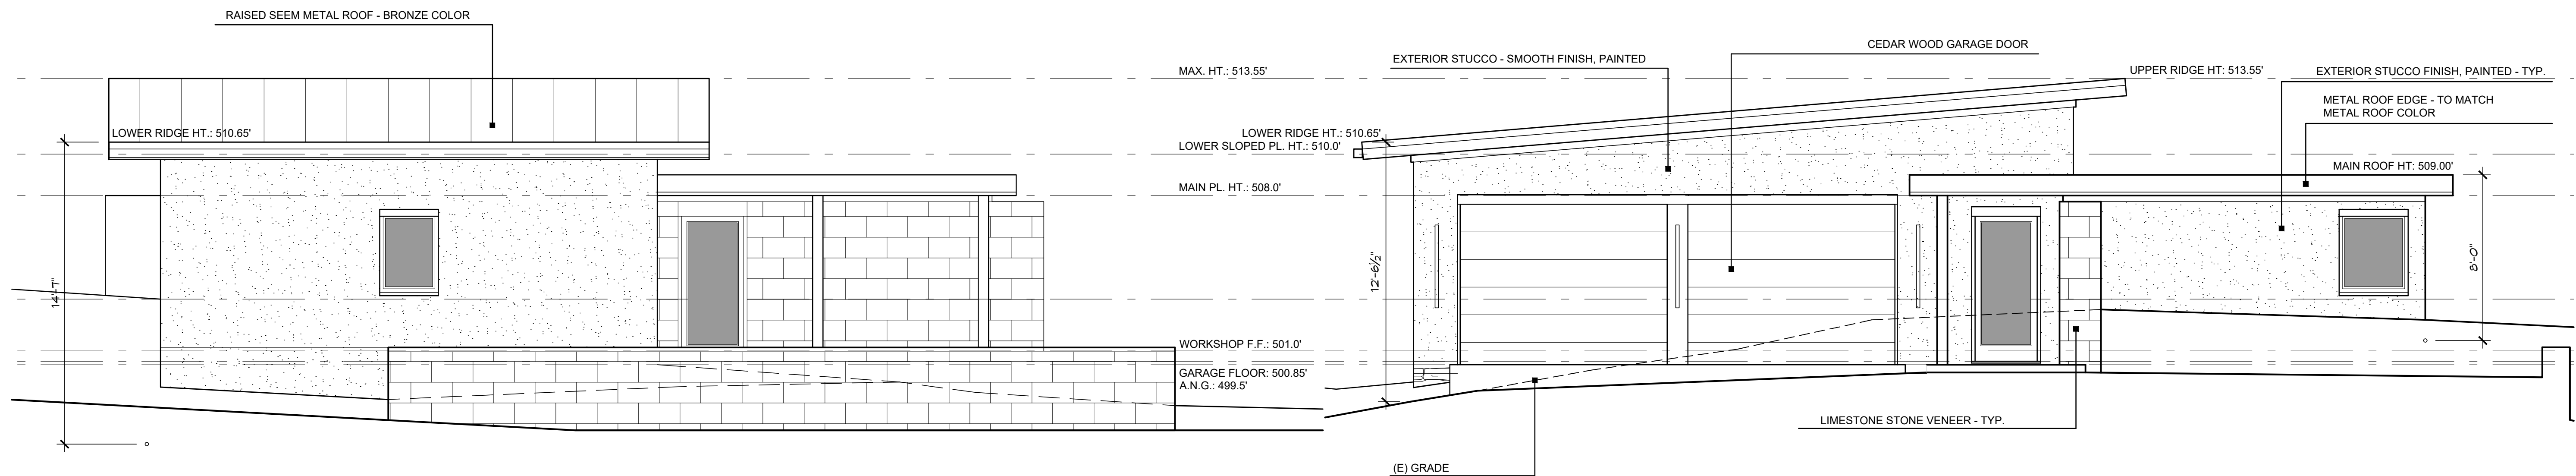 RAISED SEEM METAL ROOF - BRONZE COLOR
LOWER RIDGE HT.: 510.65'
14'-7"
MAX. HT.: 513.55'
LOWER RIDGE HT.: 510.65'
LOWER SLOPED PL. HT.: 510.0'
MAIN PL. HT.: 508.0'
WORKSHOP F.F.: 501.0'
GARAGE FLOOR: 500.85'
A.N.G.: 499.5'
EXTERIOR STUCCO - SMOOTH FINISH, PAINTED
CEDAR WOOD GARAGE DOOR
UPPER RIDGE HT: 513.55'
EXTERIOR STUCCO FINISH, PAINTED - TYP.
METAL ROOF EDGE - TO MATCH
METAL ROOF COLOR
MAIN ROOF HT: 509.00'
12'-6½"
8'-0"
LIMESTONE STONE VENEER - TYP.
(E) GRADE